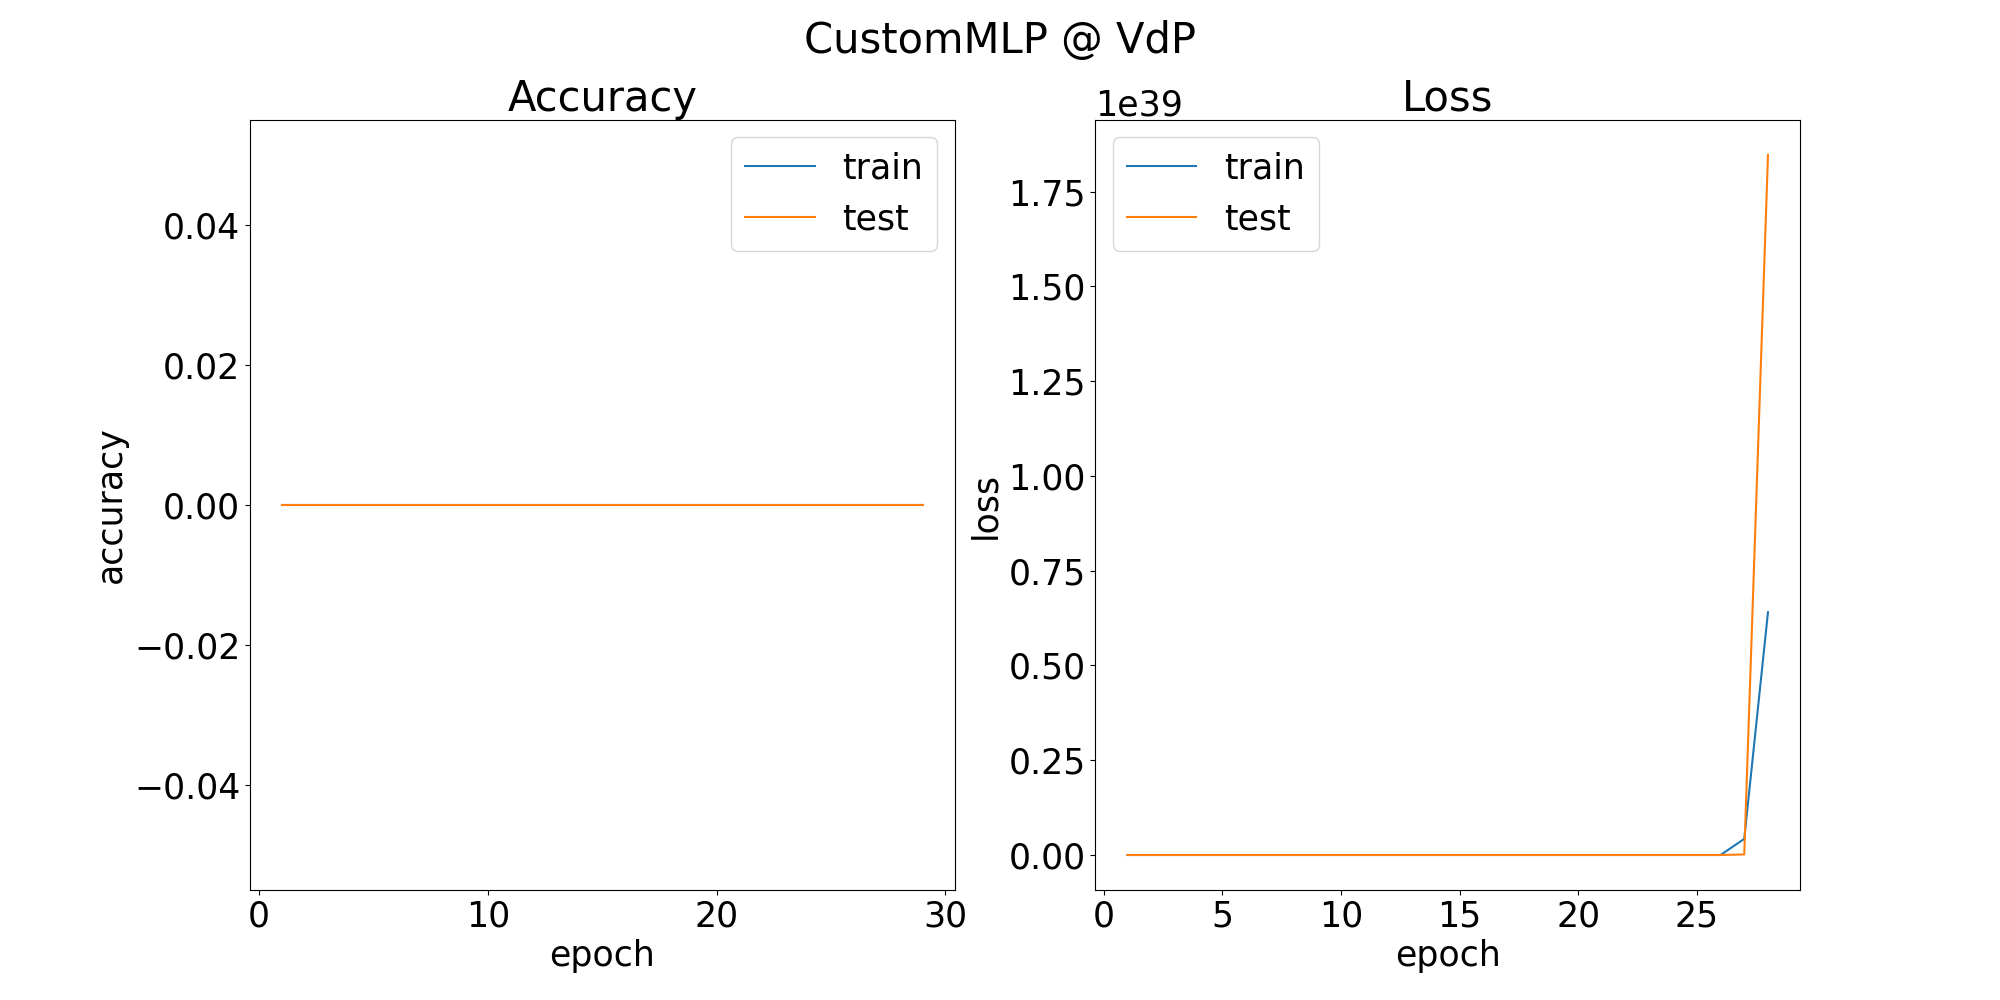 CustomMLP @ VdP
Accuracy
train
test
0.04
0.02
0.00
−0.02
−0.04
accuracy
0 10 20 30
epoch
Loss
1e39
train
test
1.75
1.50
1.25
1.00
0.75
0.50
0.25
0.00
loss
0 5 10 15 20 25
epoch